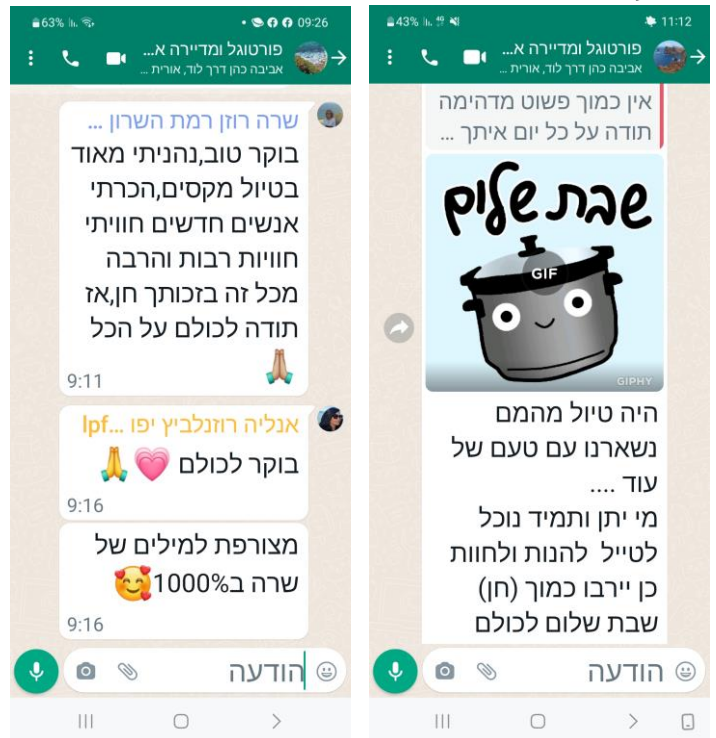 63%
09:26
פורטוגל ומדיירה א...
אביבה כהן דרך לוד, אורית ...
שרה רוזן רמת השרון ...
בוקר טוב,נהניתי מאוד
בטיול מקסים,הכרתי
אנשים חדשים חוויתי
חוויות רבות והרבה
מכל זה בזכותך חן,אז
תודה לכולם על הכל
🙏🏼
9:11
אנליה רוזנלביץ יפו ...lpf
בוקר לכולם 💗🙏
9:16
מצורפת למילים של
שרה ב1000%🥰
9:16
הודעה
43%
11:12
פורטוגל ומדיירה א...
אביבה כהן דרך לוד, אורית ...
אין כמוך פשוט מדהימה
תודה על כל יום איתך ...
שבת שלום
GIF
GIPHY
היה טיול מהמם
נשארנו עם טעם של
עוד ....
מי יתן ותמיד נוכל
לטייל להנות ולחוות
כן יירבו כמוך (חן)
שבת שלום לכולם
הודעה